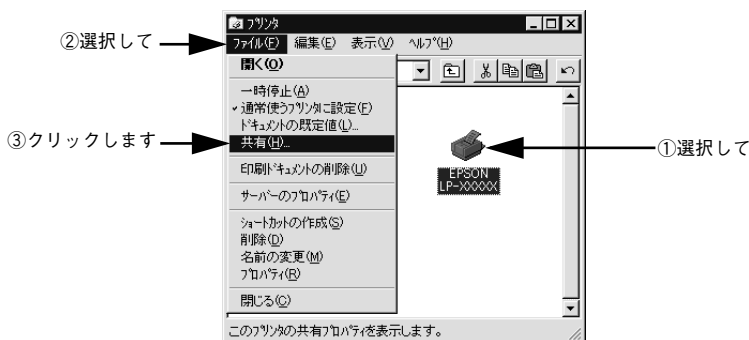 プリンタ
②選択して
ファイル(F) 編集(E) 表示(V) ヘルプ(H)
開く(O)
一時停止(A)
通常使うプリンタに設定(F)
ドキュメントの既定値(L)...
③クリックします
共有(H)...
①選択して
印刷ドキュメントの削除(U)
EPSON
LP-XXXXX
サーバーのプロパティ(E)
ショートカットの作成(S)
削除(D)
名前の変更(M)
プロパティ(R)
閉じる(C)
このプリンタの共有プロパティを表示します。